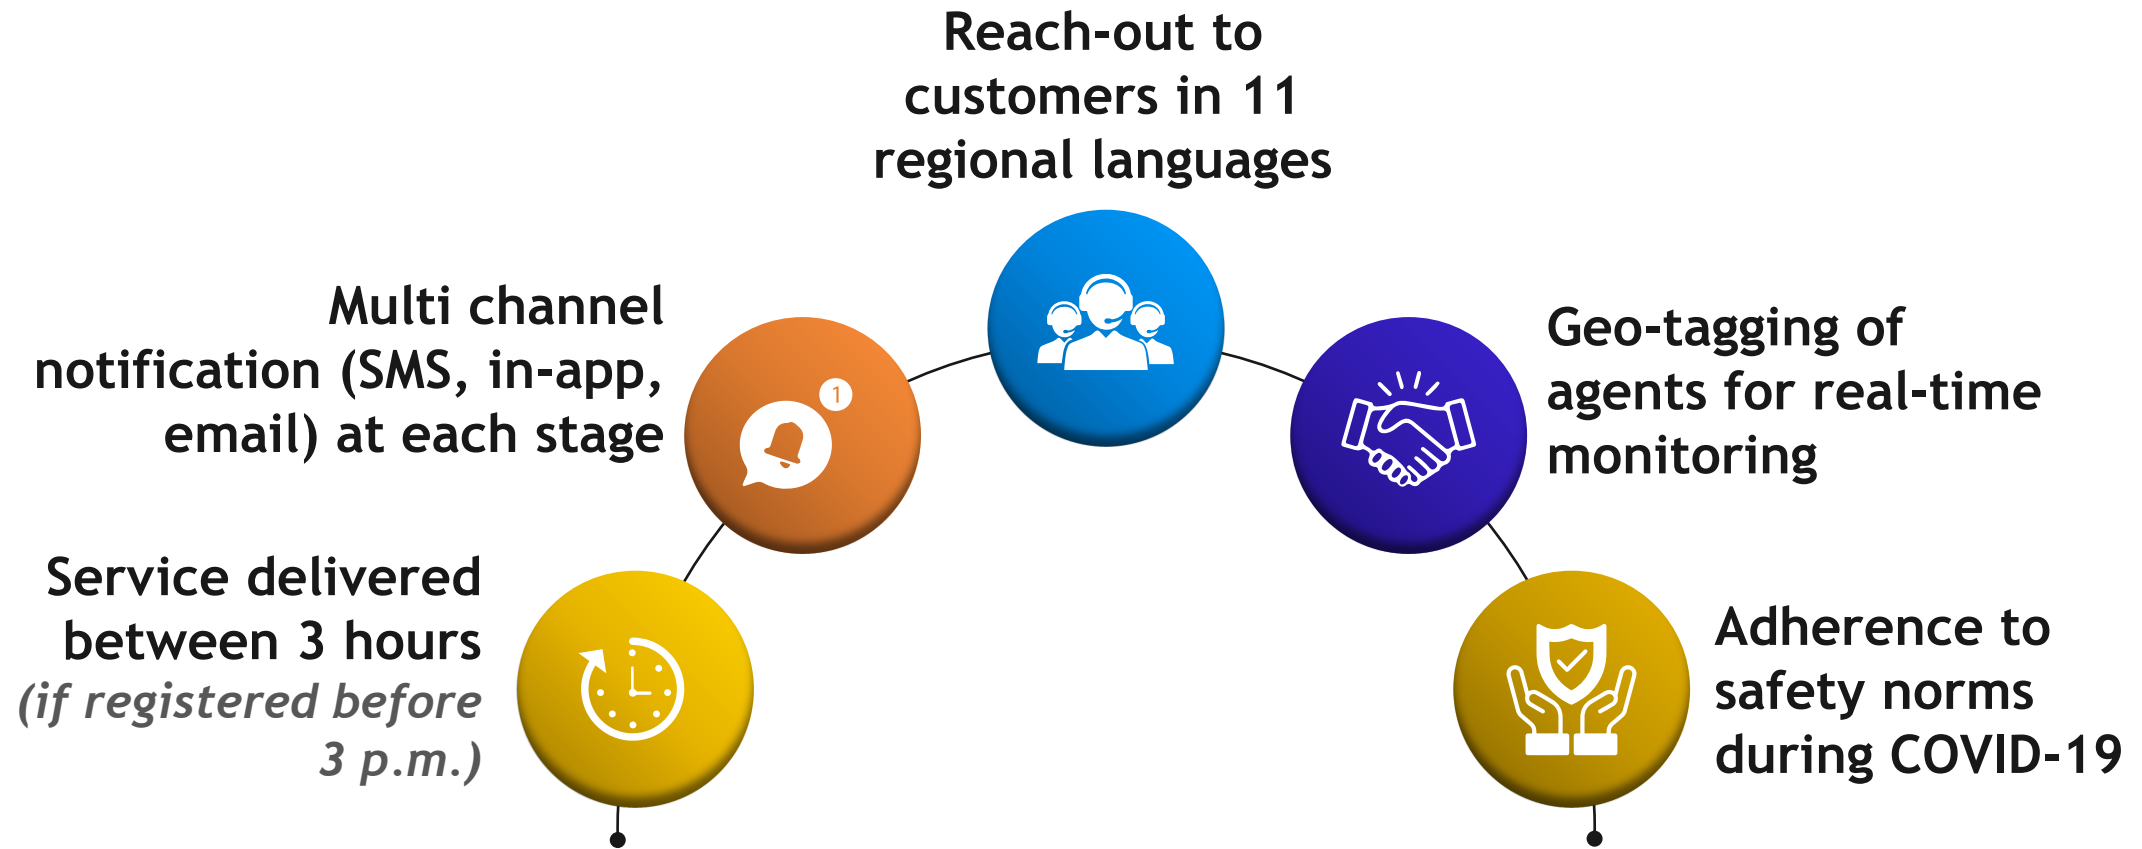 Reach-out to
customers in 11
regional languages
Multi channel
notification (SMS, in-app,
email) at each stage
1
Geo-tagging of
agents for real-time
monitoring
Service delivered
between 3 hours
(if registered before
3 p.m.)
Adherence to
safety norms
during COVID-19